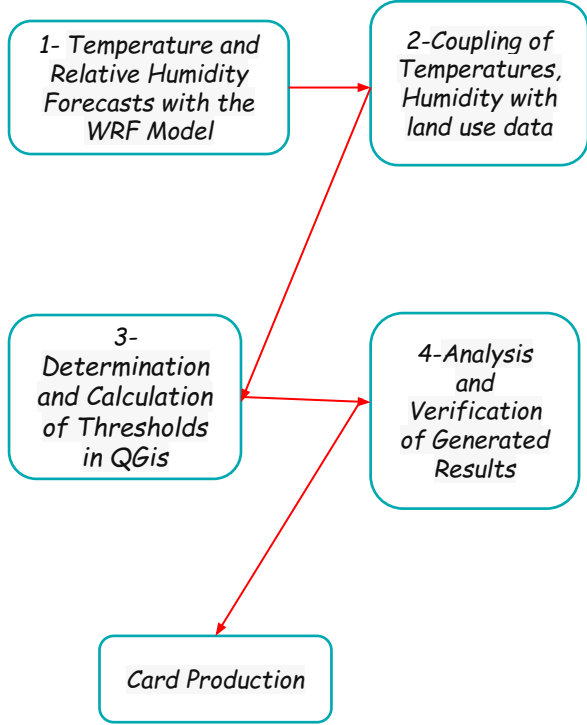 1- Temperature and
Relative Humidity
Forecasts with the
WRF Model
2-Coupling of
Temperatures,
Humidity with
land use data
3-
Determination
and Calculation
of Thresholds
in QGis
4-Analysis
and
Verification
of Generated
Results
Card Production